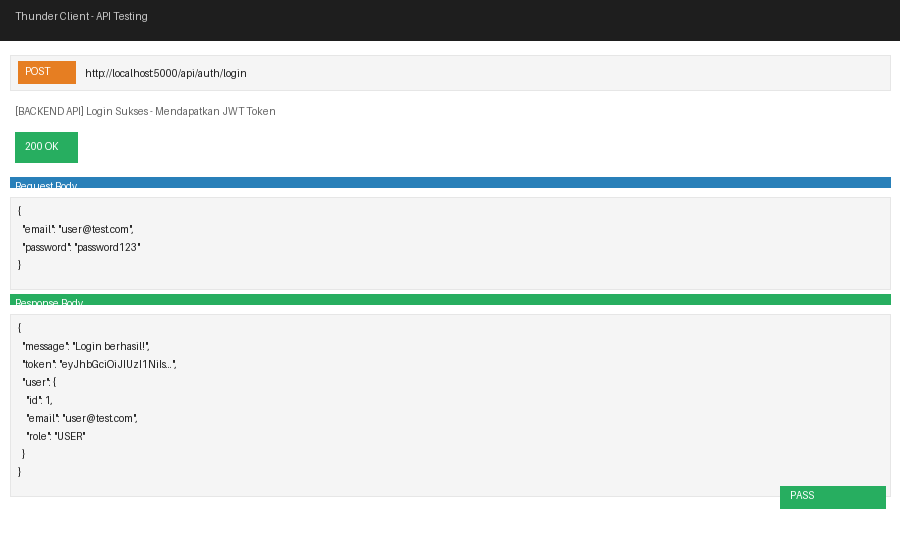 Thunder Client - API Testing
POST http://localhost:5000/api/auth/login
[BACKEND API] Login Sukses - Mendapatkan JWT Token
200 OK
Request Body
{
"email": "user@test.com",
"password": "password123"
}
Response Body
{
"message": "Login berhasil!",
"token": "eyJhbGciOiJIUzI1NiIs...",
"user": {
"id": 1,
"email": "user@test.com",
"role": "USER"
}
}
PASS